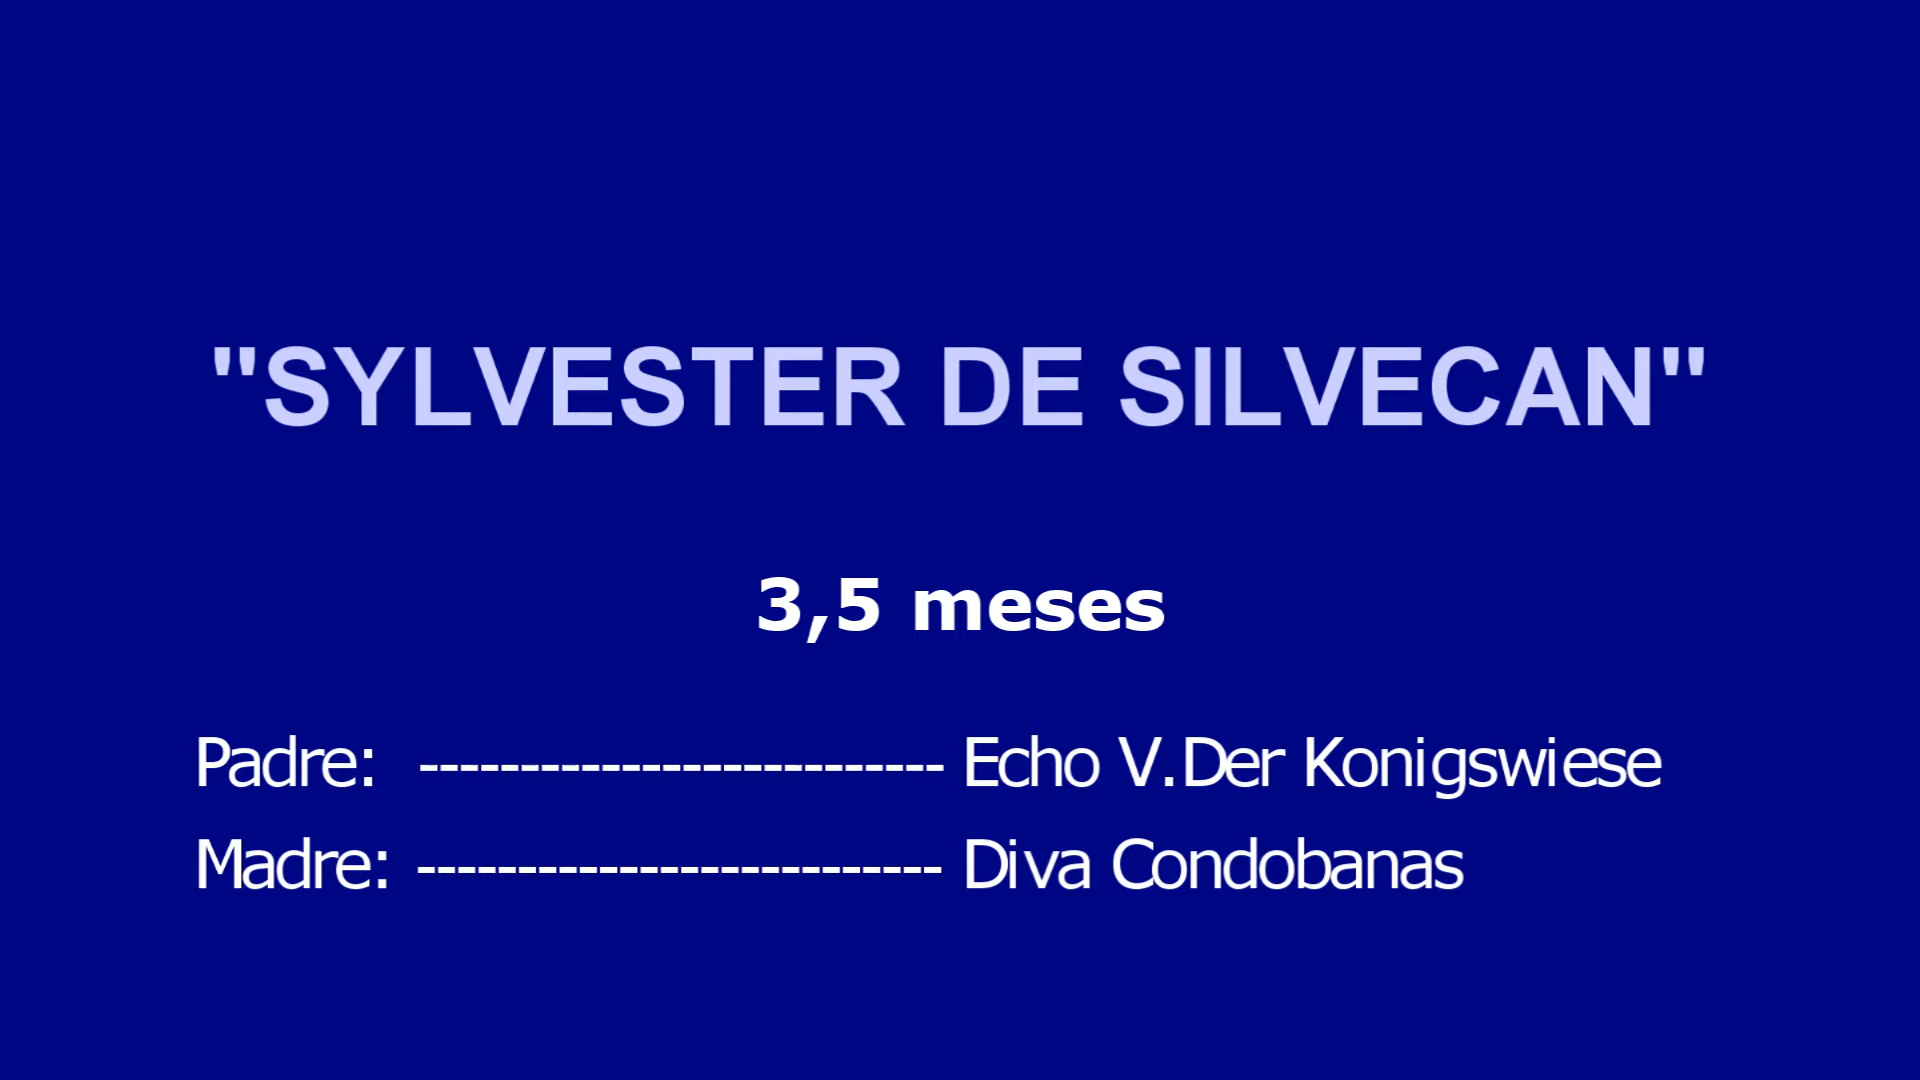 "SYLVESTER DE SILVECAN"
3,5 meses
Padre: -------------------------- Echo V.Der Konigswiese
Madre: -------------------------- Diva Condobanas